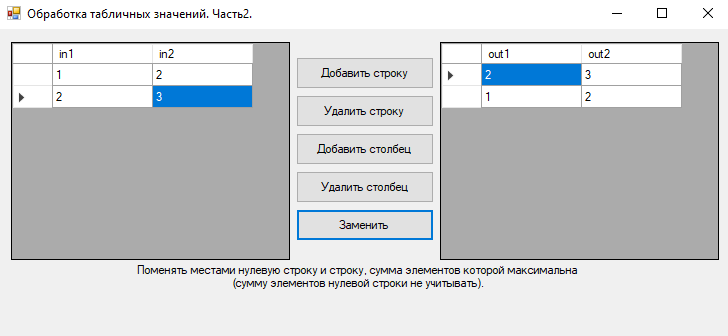 Обработка табличных значений. Часть2.
in1 in2
1 2
2 3
Добавить строку
Удалить строку
Добавить столбец
Удалить столбец
Заменить
out1 out2
2 3
1 2
Поменять местами нулевую строку и строку, сумма элементов которой максимальна
(сумму элементов нулевой строки не учитывать).